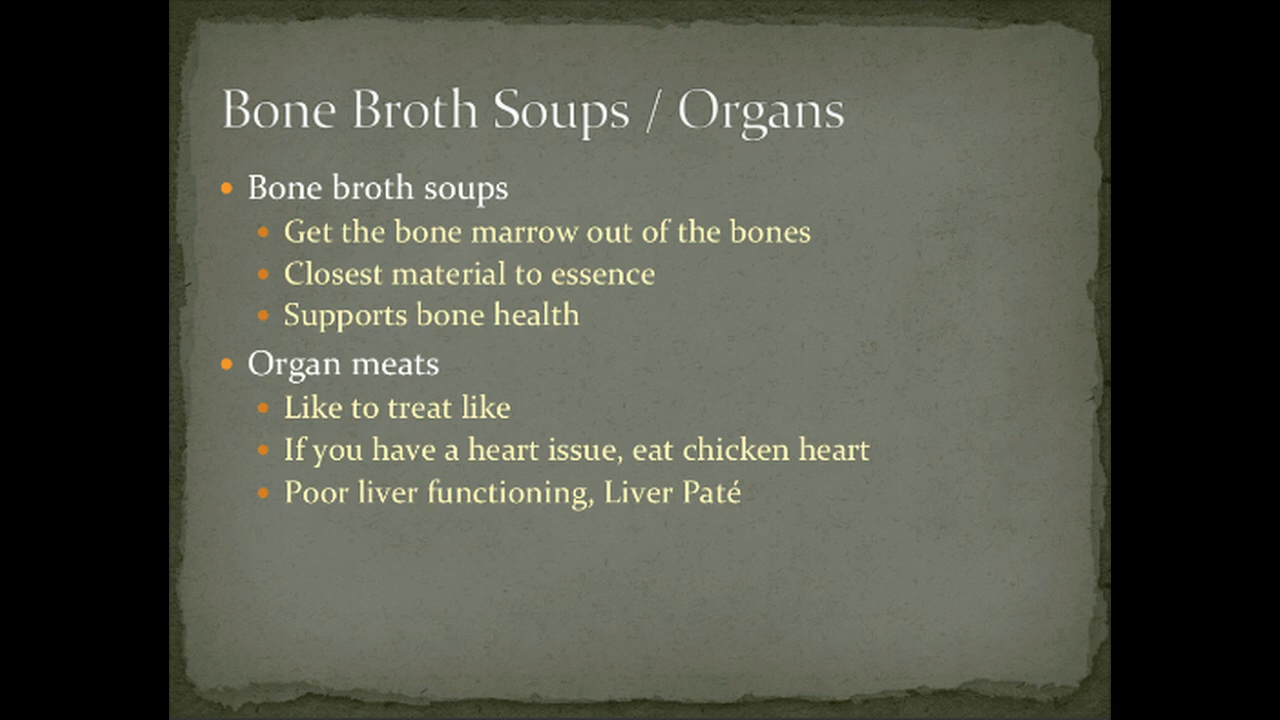 Bone Broth Soups / Organs
• Bone broth soups
• Get the bone marrow out of the bones
• Closest material to essence
• Supports bone health
• Organ meats
• Like to treat like
• If you have a heart issue, eat chicken heart
• Poor liver functioning, Liver Paté